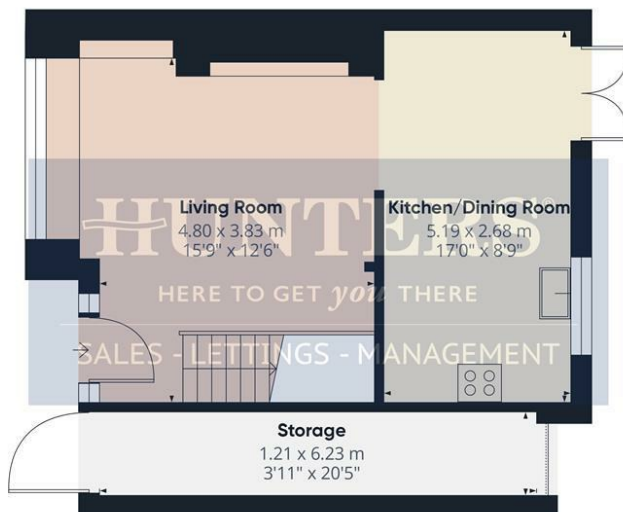 Living Room
4.80 x 3.83 m
15'9" x 12'6"
Kitchen/Dining Room
5.19 x 2.68 m
17'0" x 8'9"
HUNTERS®
HERE TO GET you THERE
SALES - LETTINGS - MANAGEMENT
Storage
1.21 x 6.23 m
3'11" x 20'5"